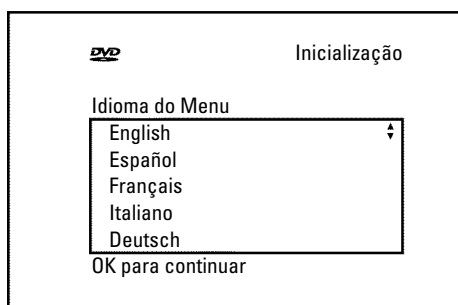 DVD Inicialização
Idioma do Menu
English
Español
Français
Italiano
Deutsch
OK para continuar